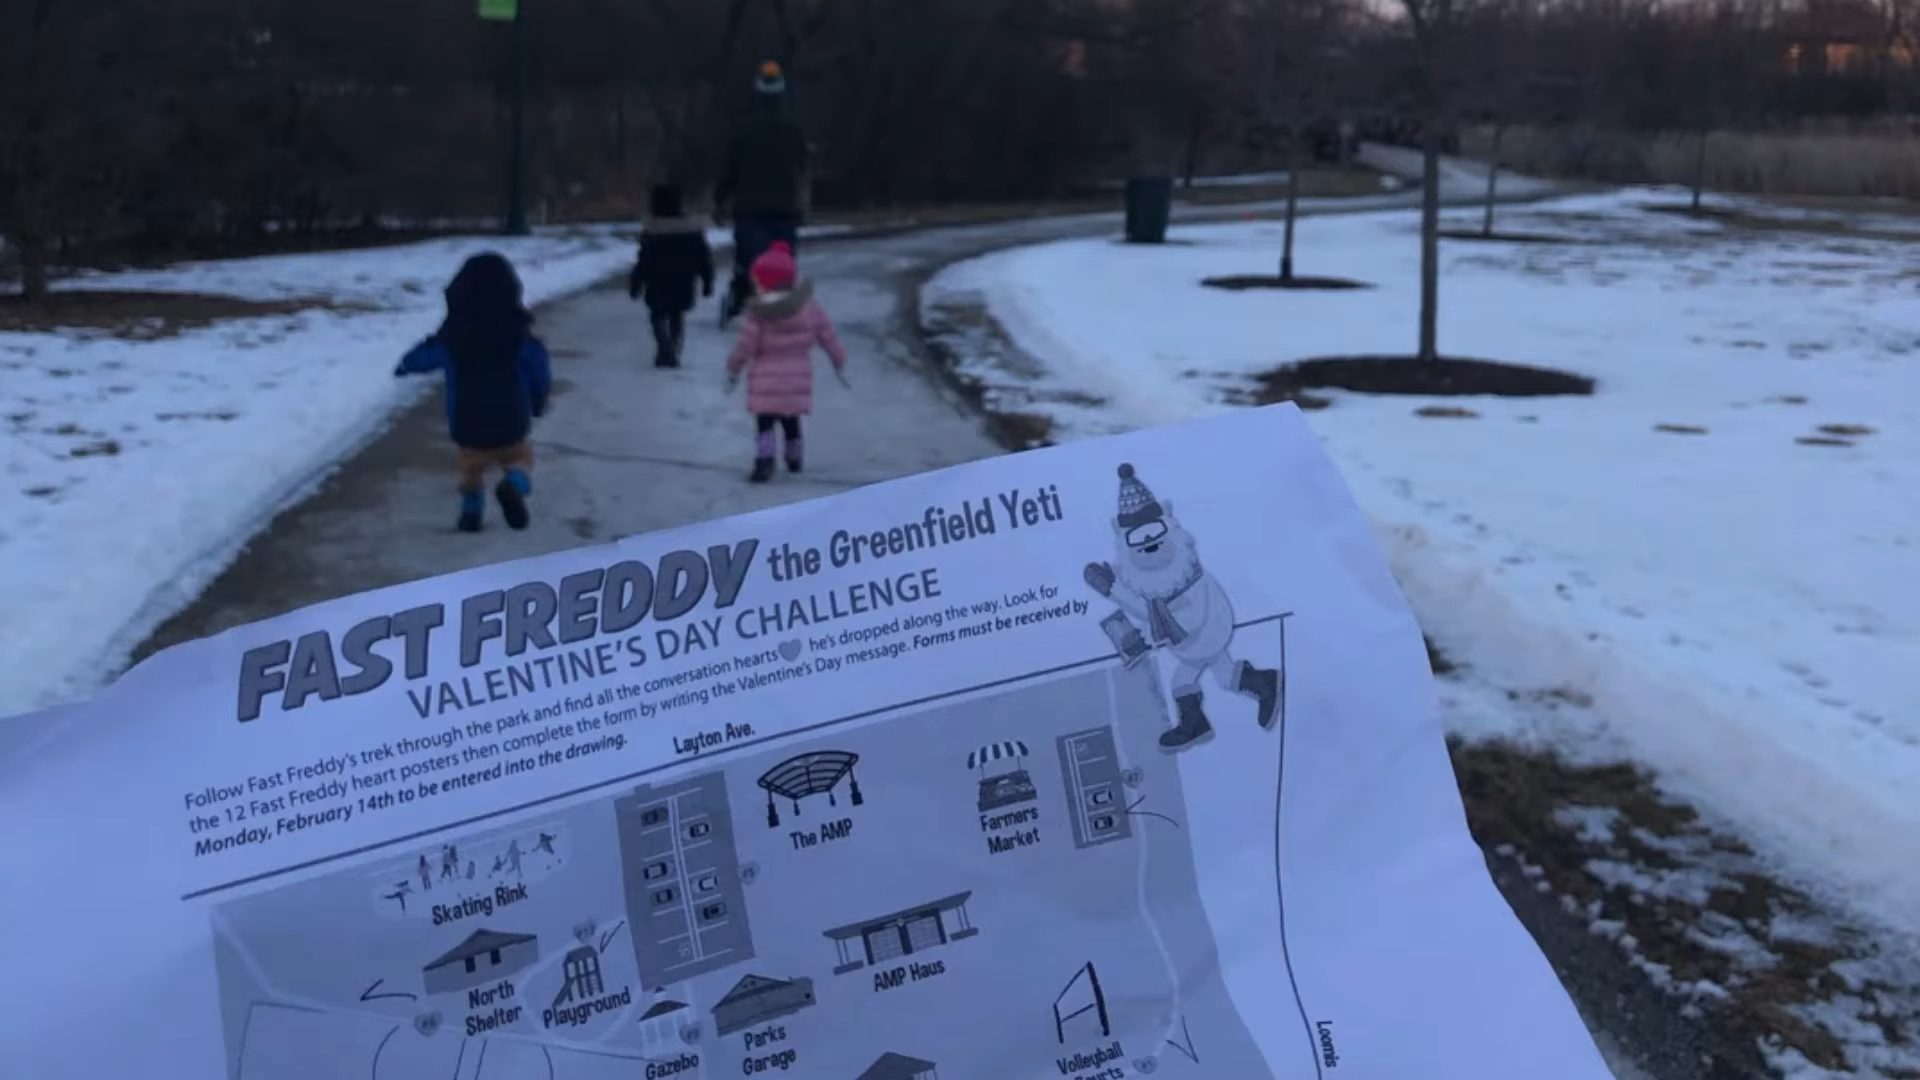 FAST FREDDY the Greenfield Yeti
VALENTINE'S DAY CHALLENGE
Follow Fast Freddy's trek through the park and find all the conversation hearts he's dropped along the way. Look for
the 12 Fast Freddy heart posters then complete the form by writing the Valentine's Day message. Forms must be received by
Monday, February 14th to be entered into the drawing.
Layton Ave.
The AMP
Farmers
Market
Skating Rink
AMP Haus
North
Shelter
Playground
Gazebo
Parks
Garage
Volleyball
Loomis